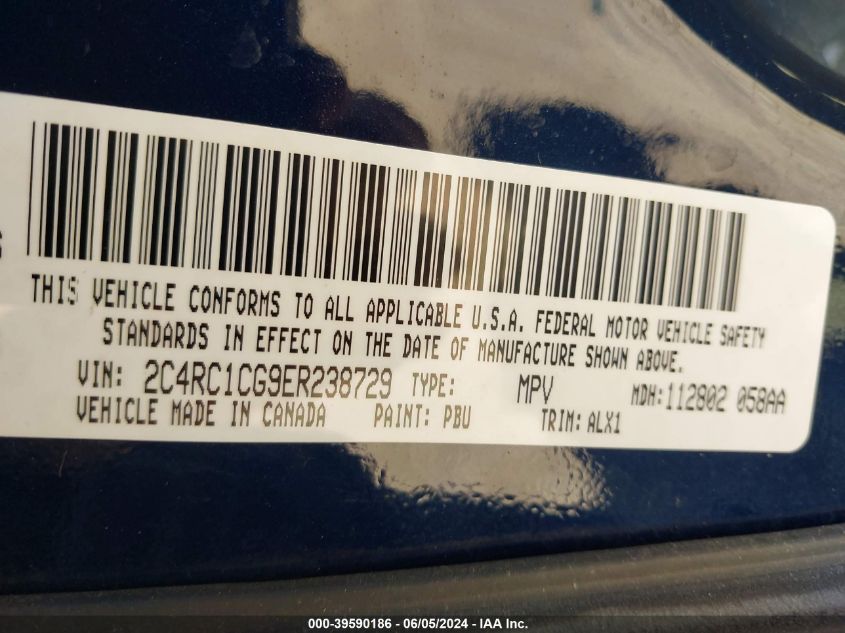 THIS VEHICLE CONFORMS TO ALL APPLICABLE U.S.A. FEDERAL MOTOR VEHICLE SAFETY
STANDARDS IN EFFECT ON THE DATE OF MANUFACTURE SHOWN ABOVE.
VIN: 2C4RC1CG9ER238729 TYPE: MPV MDH: 112802 058AA
VEHICLE MADE IN CANADA PAINT: PBU TRIM: ALX1
000-39590186 - 06/05/2024 - IAA Inc.